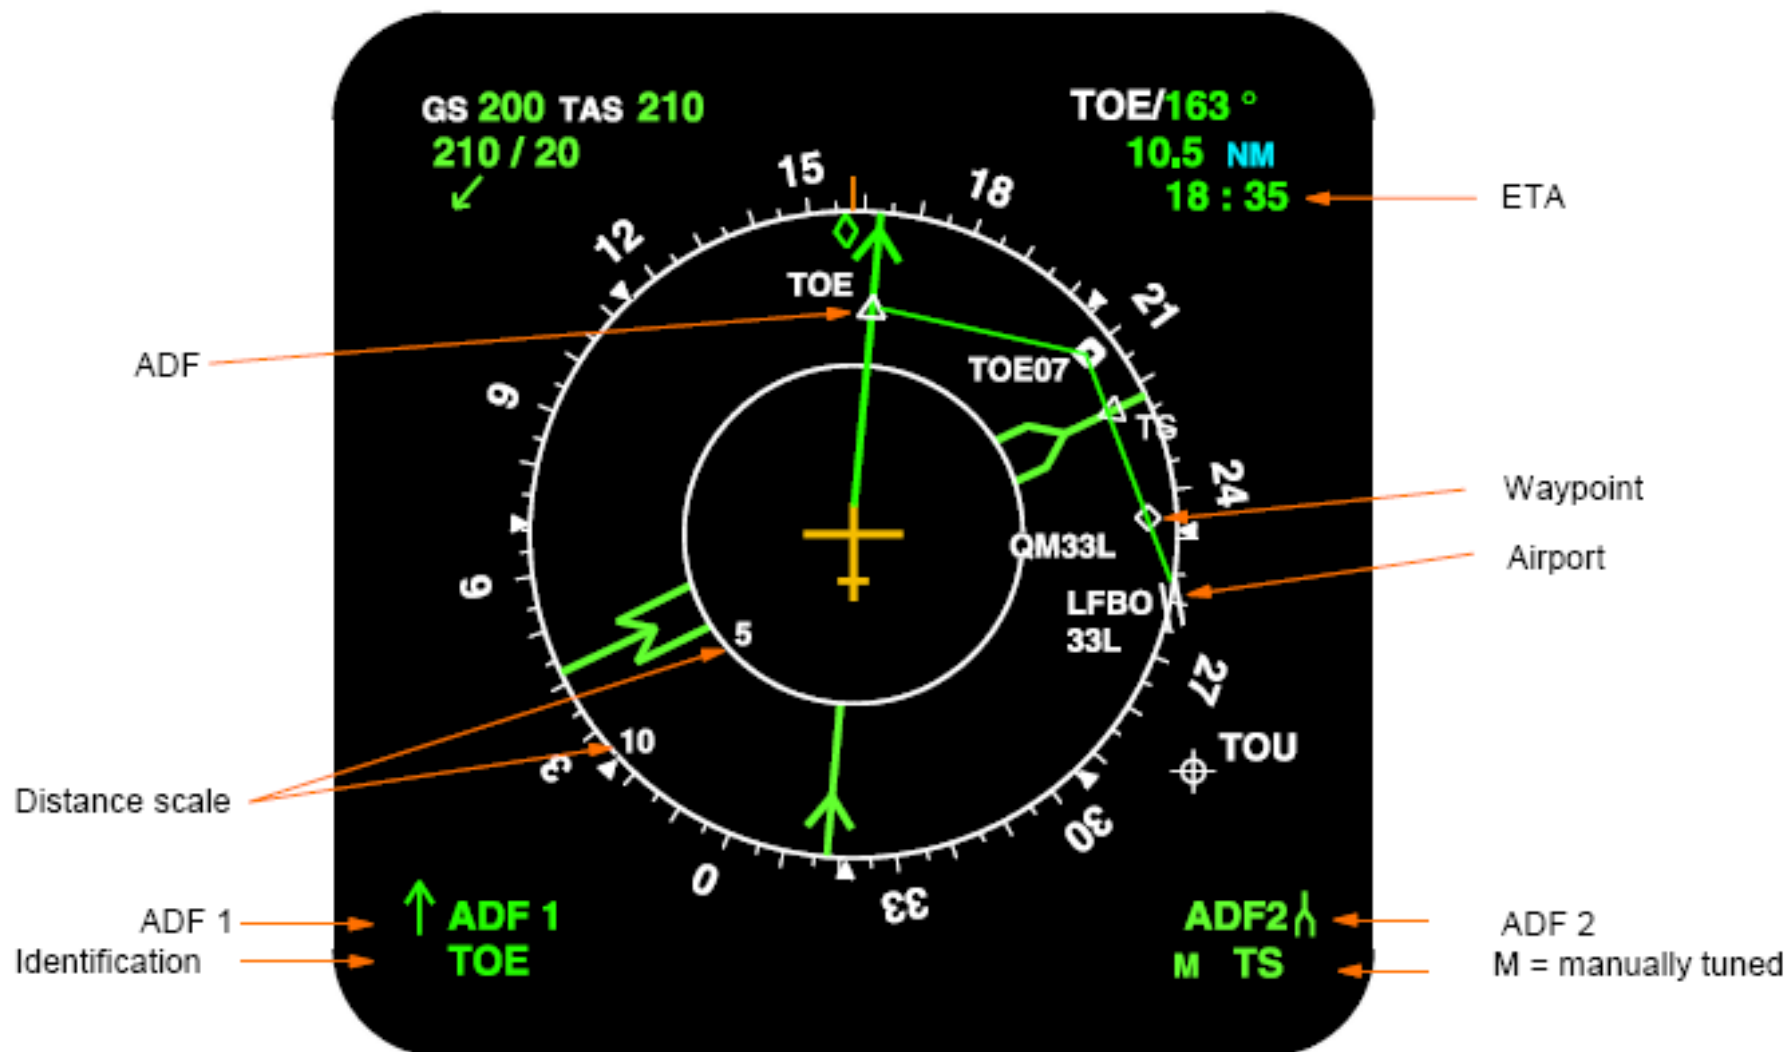 GS 200 TAS 210
210 / 20
TOE/163 °
10.5 NM
18 : 35
ETA
15
18
12
21
TOE
ADF
TOE07
6
TS
24
Waypoint
QM33L
Airport
9
LFBO
33L
5
27
10
TOU
3
Distance scale
30
0
33
ADF 1
ADF 1
ADF2
ADF 2
Identification
TOE
M TS
M = manually tuned